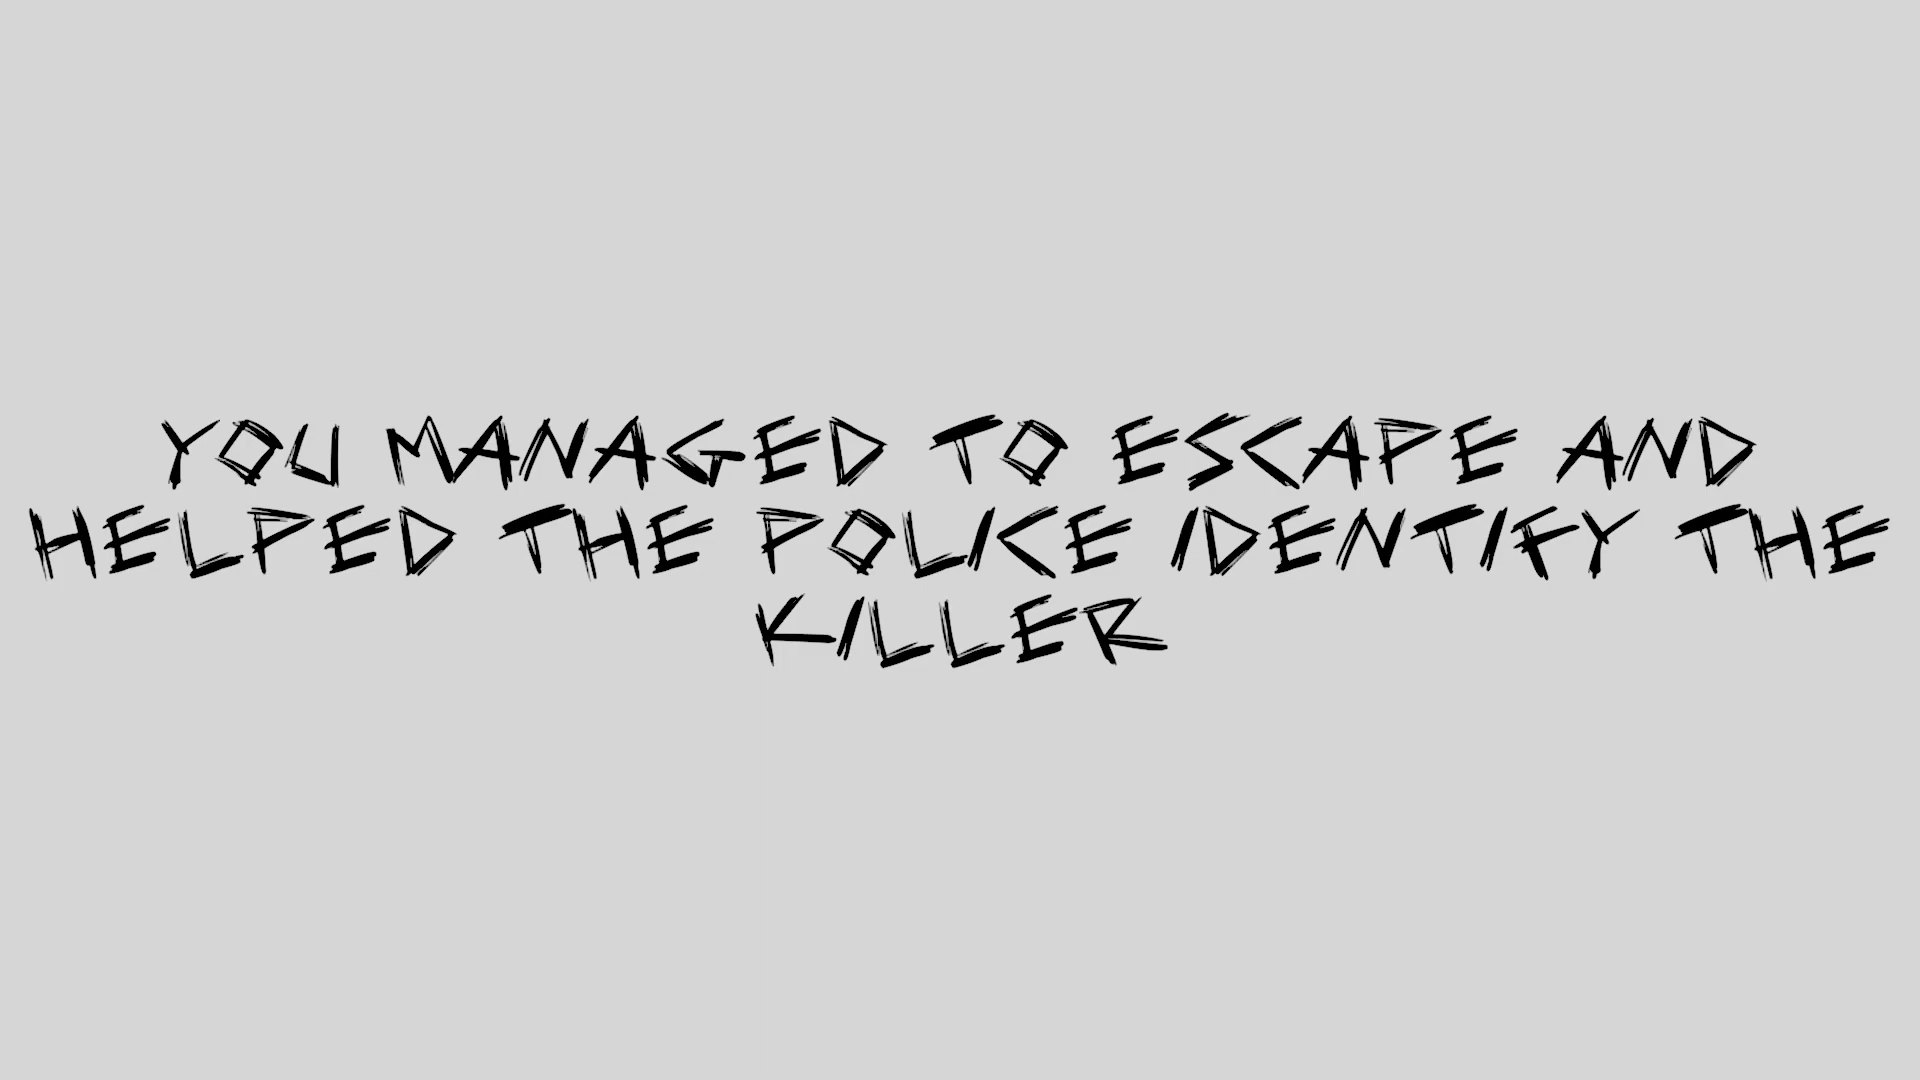 YOU MANAGED TO ESCAPE AND
HELPED THE POLICE IDENTIFY THE
KILLER